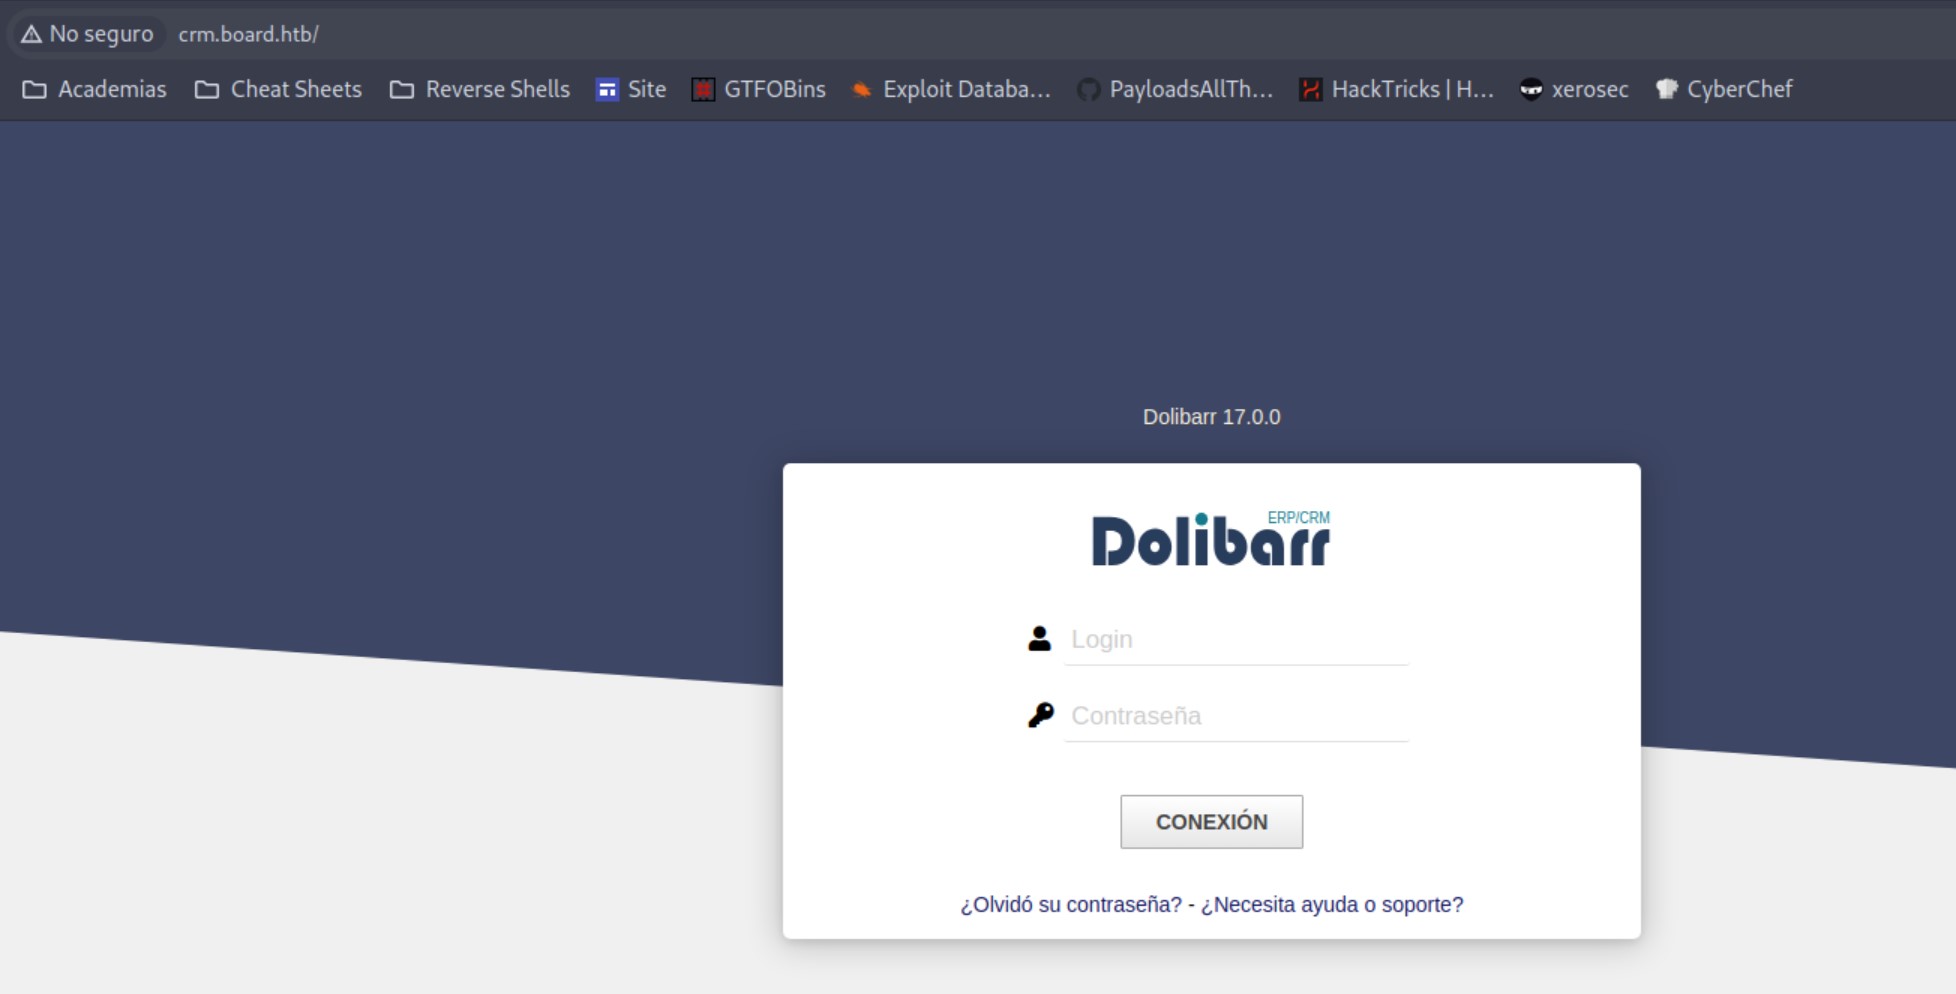 No seguro crm.board.htb/
Academias Cheat Sheets Reverse Shells Site GTFOBins Exploit Databa... PayloadsAllTh... HackTricks | H... xerosec CyberChef
Dolibarr 17.0.0
ERP/CRM
Dolibarr
Login
Contraseña
CONEXIÓN
¿Olvidó su contraseña? - ¿Necesita ayuda o soporte?